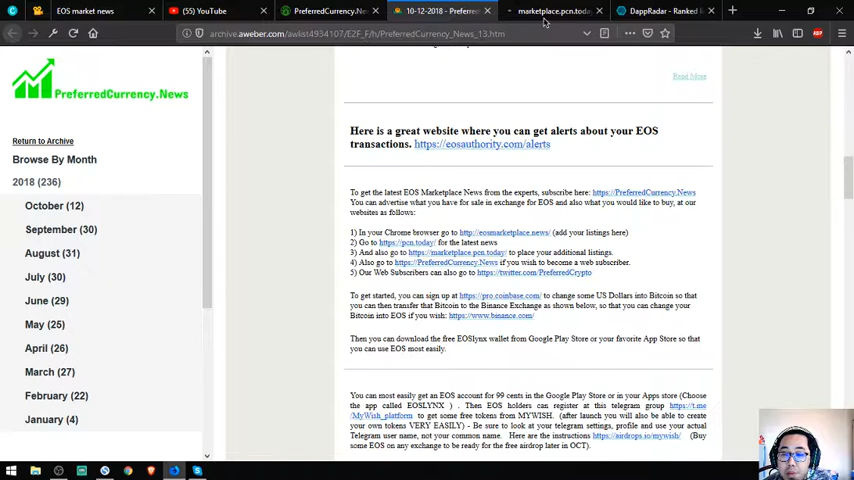 EOS market news
(55) YouTube
PreferredCurrency.Ne
10-12-2018 - Preferred
marketplace.pcn.toda
DappRadar - Ranked l
archive.aweber.com/awlist4934107/E2F_F/h/PreferredCurrency_News_13.htm
PreferredCurrency.News
Return to Archive
Browse By Month
2018 (236)
October (12)
September (30)
August (31)
July (30)
June (29)
May (25)
April (26)
March (27)
February (22)
January (4)
Read More
Here is a great website where you can get alerts about your EOS
transactions. https://eosauthority.com/alerts
To get the latest EOS Marketplace News from the experts, subscribe here: https://PreferredCurrency.News
You can advertise what you have for sale in exchange for EOS and also what you would like to buy, at our
websites as follows:
1) In your Chrome browser go to http://eosmarketplace.news/ (add your listings here)
2) Go to https://pcn.today/ for the latest news
3) And also go to https://marketplace.pcn.today/ to place your additional listings.
4) Also go to https://PreferredCurrency.News if you wish to become a web subscriber.
5) Our Web Subscribers can also go to https://twitter.com/PreferredCrypto
To get started, you can sign up at https://pro.coinbase.com/ to change some US Dollars into Bitcoin so that
you can then transfer that Bitcoin to the Binance Exchange as shown below, so that you can change your
Bitcoin into EOS if you wish: https://www.binance.com/
Then you can download the free EOSlynx wallet from Google Play Store or your favorite App Store so that
you can use EOS most easily.
You can most easily get an EOS account for 99 cents in the Google Play Store or in your Apps store (Choose
the app called EOSLYNX ) . Then EOS holders can register at this telegram group https://t.me
/MyWish_platform to get some free tokens from MYWISH. (after launch you will also be able to create
your own tokens VERY EASILY) - Be sure to look at your telegram settings, profile and use your actual
Telegram user name, not your common name. Here are the instructions https://airdrops.io/mywish/ (Buy
some EOS on any exchange to be ready for the free airdrop later in OCT).